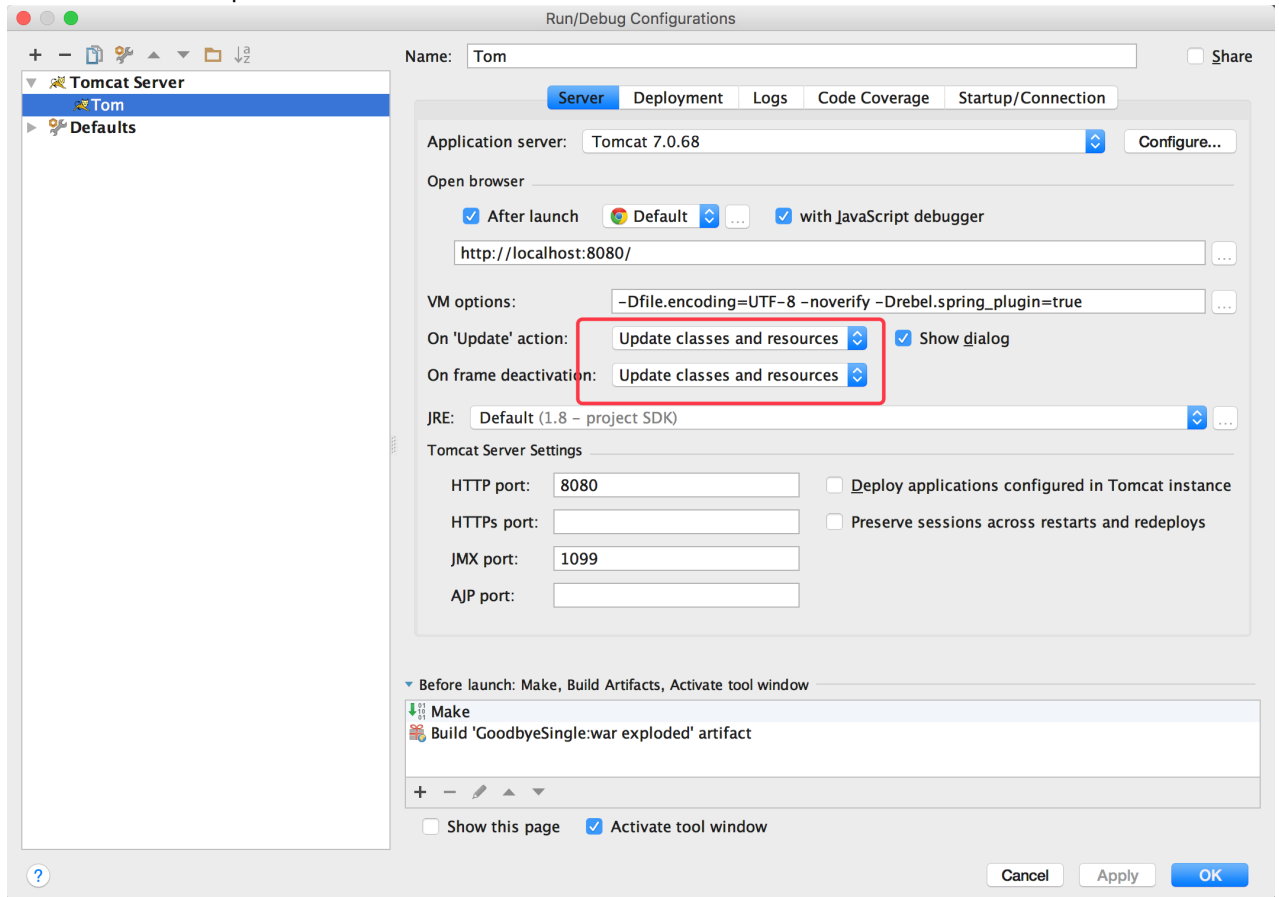 Run/Debug Configurations
Name: Tom Share
Tomcat Server
Tom
Defaults
Server Deployment Logs Code Coverage Startup/Connection
Application server: Tomcat 7.0.68 Configure...
Open browser
After launch Default ... with JavaScript debugger
http://localhost:8080/ ...
VM options: -Dfile.encoding=UTF-8 -noverify -Drebel.spring_plugin=true ...
On 'Update' action: Update classes and resources Show dialog
On frame deactivation: Update classes and resources
JRE: Default (1.8 – project SDK) ...
Tomcat Server Settings
HTTP port: 8080 Deploy applications configured in Tomcat instance
HTTPs port: Preserve sessions across restarts and redeploys
JMX port: 1099
AJP port:
Before launch: Make, Build Artifacts, Activate tool window
Make
Build 'GoodbyeSingle:war exploded' artifact
Show this page Activate tool window
? Cancel Apply OK